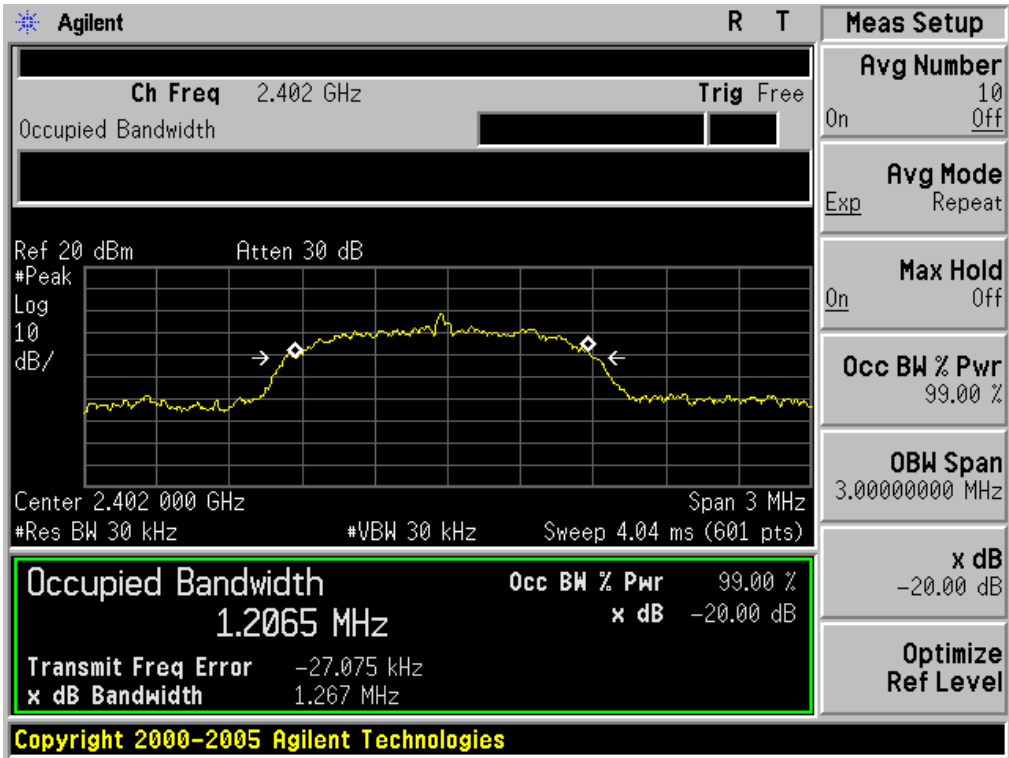 Agilent R T
Ch Freq 2.402 GHz Trig Free
Occupied Bandwidth
Ref 20 dBm Atten 30 dB
#Peak
Log
10
dB/
Center 2.402 000 GHz Span 3 MHz
#Res BW 30 kHz #VBW 30 kHz Sweep 4.04 ms (601 pts)
Occupied Bandwidth Occ BW % Pwr 99.00 %
1.2065 MHz x dB -20.00 dB
Transmit Freq Error -27.075 kHz
x dB Bandwidth 1.267 MHz
Copyright 2000-2005 Agilent Technologies
Meas Setup
Avg Number
10
On Off
Avg Mode
Exp Repeat
Max Hold
On Off
Occ BW % Pwr
99.00 %
OBW Span
3.00000000 MHz
x dB
-20.00 dB
Optimize
Ref Level